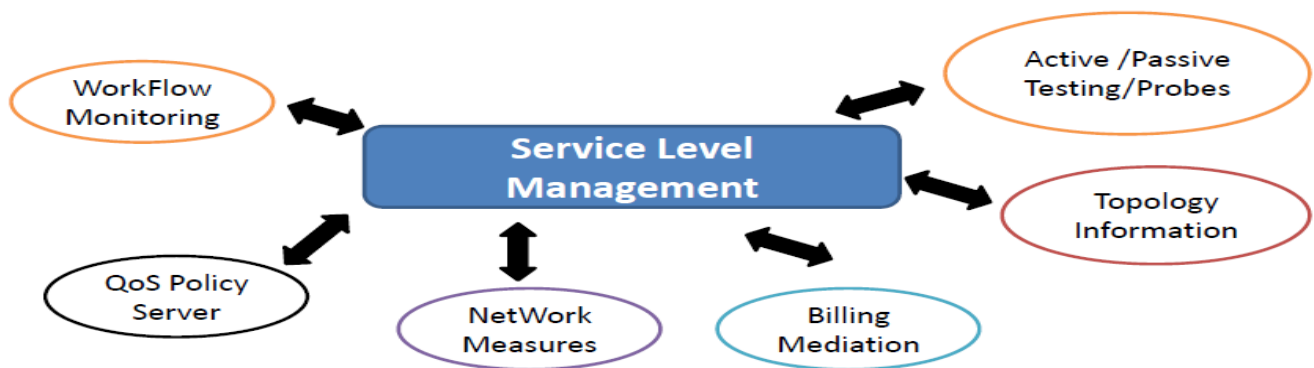 WorkFlow
Monitoring
Active /Passive
Testing/Probes
Service Level
Management
Topology
Information
QoS Policy
Server
NetWork
Measures
Billing
Mediation